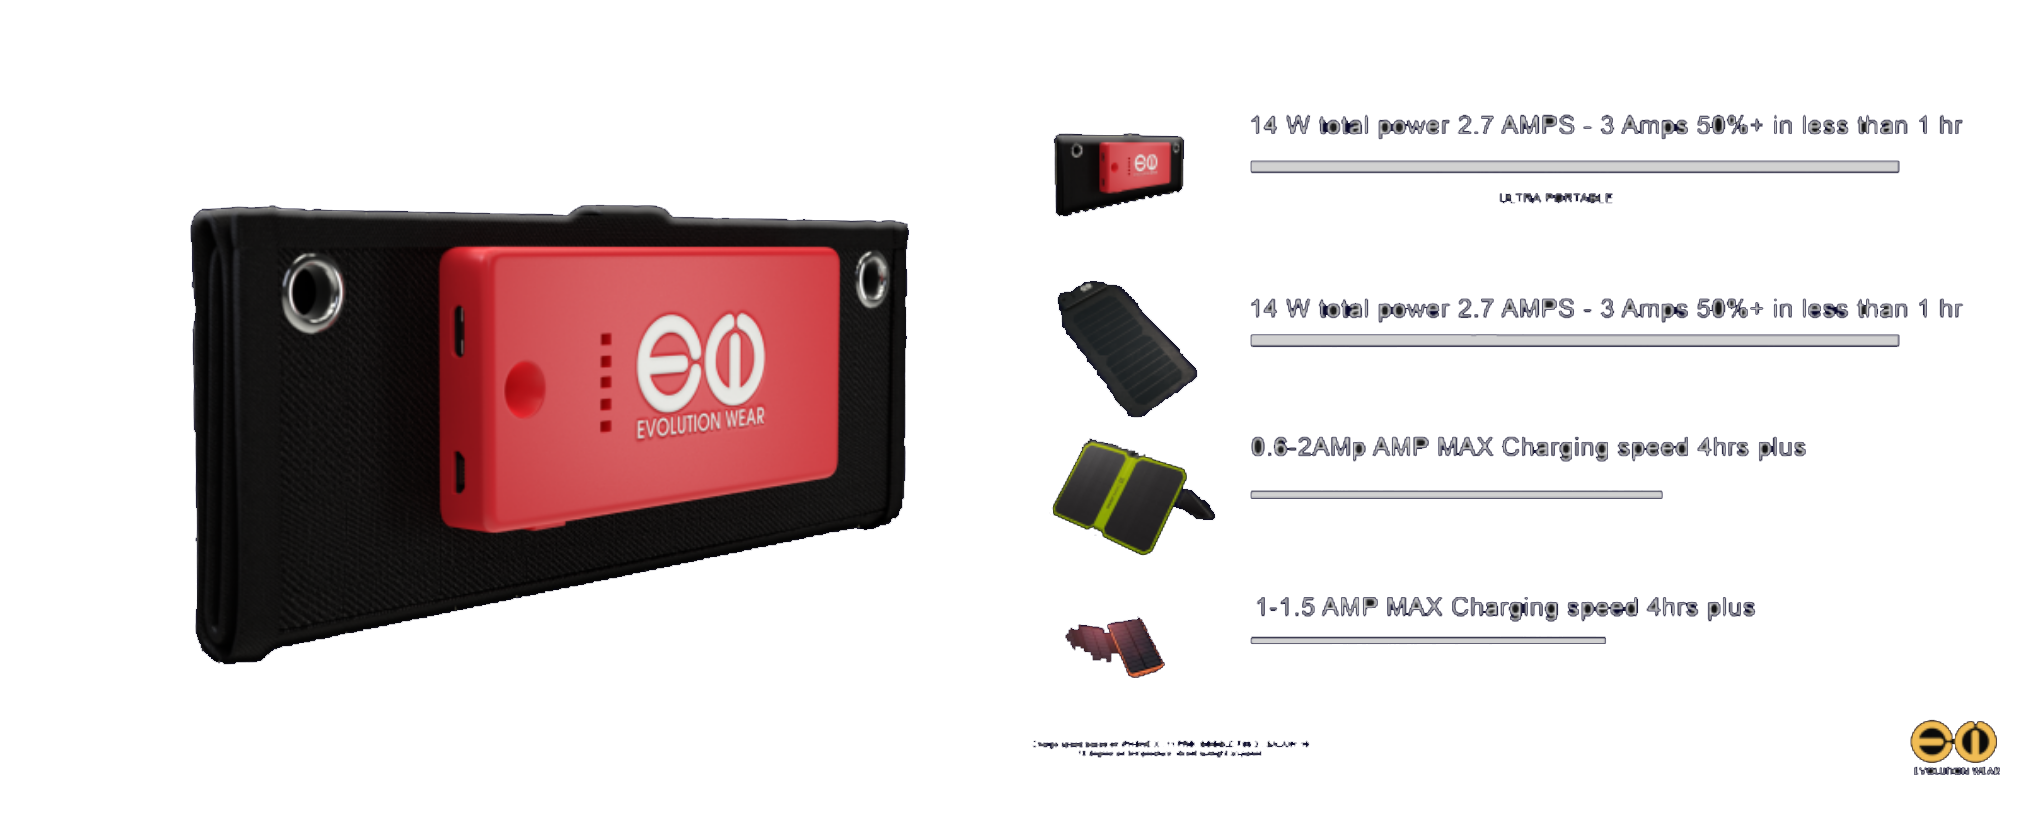 EVOLUTION WEAR
14 W total power 2.7 AMPS - 3 Amps 50%+ in less than 1 hr
ULTRA PORTABLE
14 W total power 2.7 AMPS - 3 Amps 50%+ in less than 1 hr
0.6-2AMp AMP MAX Charging speed 4hrs plus
1-1.5 AMP MAX Charging speed 4hrs plus
EVOLUTION WEAR